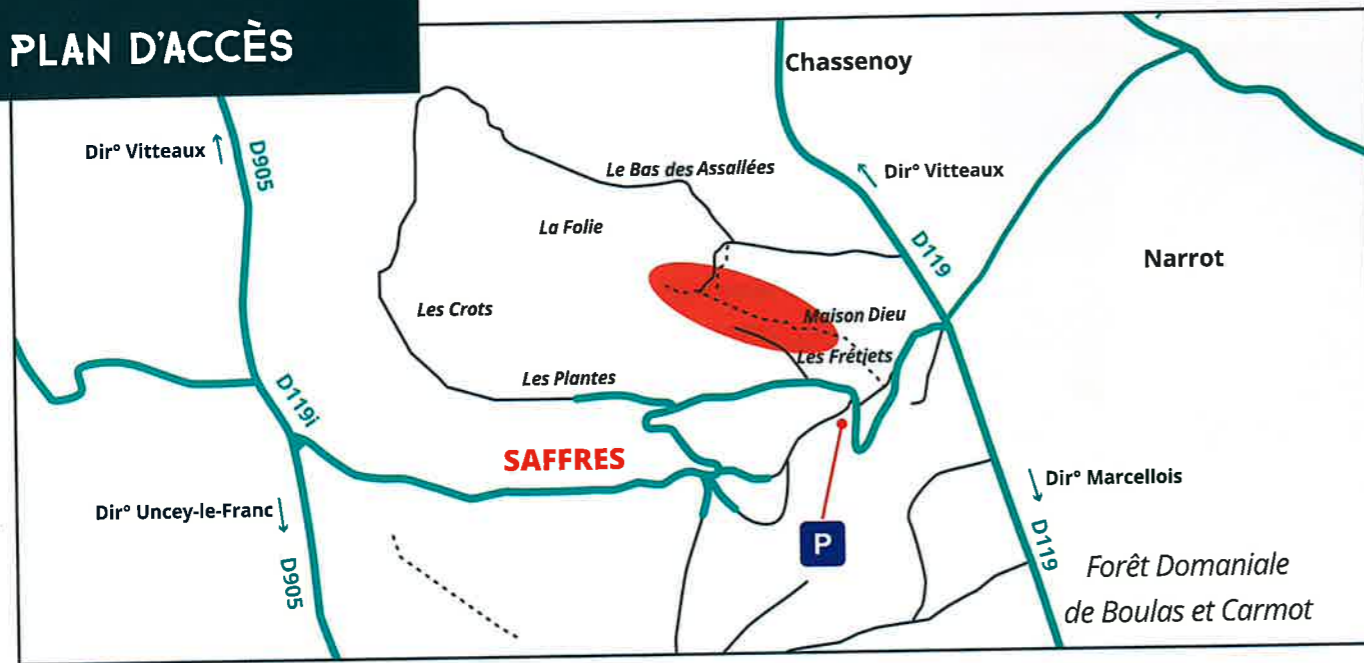 PLAN D'ACCÈS
Chassenoy
Dir° Vitteaux
D905
Le Bas des Assallées
Dir° Vitteaux
La Folie
D119
Narrot
Les Crots
Maison Dieu
Les Frétjets
Les Plantes
D119i
SAFFRES
Dir° Marcellois
Dir° Uncey-le-Franc
P
D119
D905
Forêt Domaniale
de Boulas et Carmot